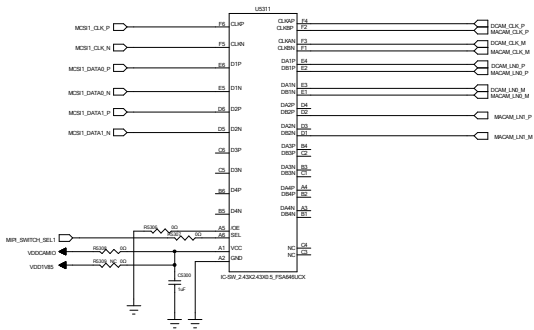 U5311
MCSI1_CLK_P F6 CLKP CLKAP F4 DCAM_CLK_P
CLKBP F2 MACAM_CLK_P
MCSI1_CLK_N F5 CLKN CLKAN F3 DCAM_CLK_M
CLKBN F1 MACAM_CLK_M
MCSI1_DATA0_P E6 D1P DA1P E4 DCAM_LN0_P
DB1P E2 MACAM_LN0_P
MCSI1_DATA0_N E5 D1N DA1N E3 DCAM_LN0_M
DB1N E1 MACAM_LN0_M
MCSI1_DATA1_P D6 D2P DA2P D4
DB2P D2 MACAM_LN1_P
MCSI1_DATA1_N D5 D2N DA2N D3
DB2N D1 MACAM_LN1_M
C6 D3P DA3P B4
DB3P C2
C5 D3N DA3N B3
DB3N C1
B6 D4P DA4P A4
DB4P B2
B5 D4N DA4N A3
DB4N B1
R5306 0Ω A5 /OE
MIPI_SWITCH_SEL1 0Ω A6 SEL
VDDCAMIO 0Ω A1 VCC NC C4
A2 GND NC C3
VDD1V85 R5309 NC 0Ω
C5300
1uF
IC-SW_2.43X2.43X0.5_FSA646UCX